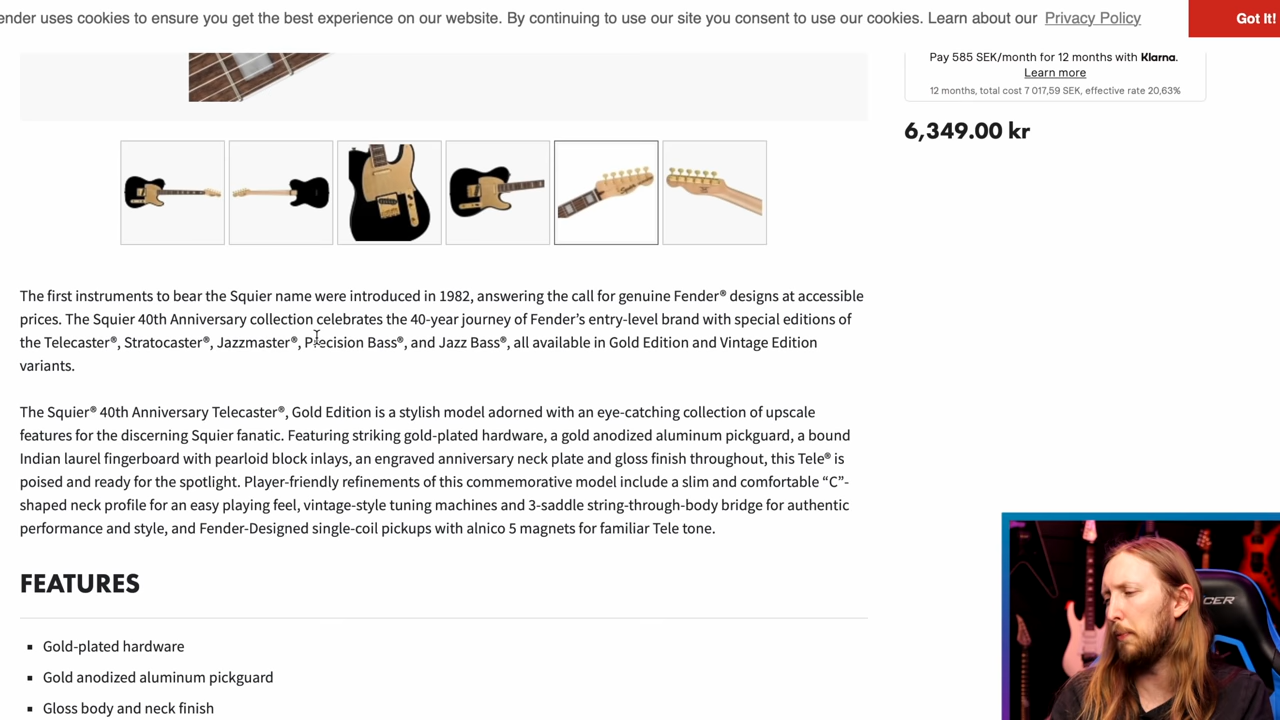 ender uses cookies to ensure you get the best experience on our website. By continuing to use our site you consent to use our cookies. Learn about our Privacy Policy
Got It!
Pay 585 SEK/month for 12 months with Klarna.
Learn more
12 months, total cost 7 017,59 SEK, effective rate 20,63%
6,349.00 kr
The first instruments to bear the Squier name were introduced in 1982, answering the call for genuine Fender® designs at accessible
prices. The Squier 40th Anniversary collection celebrates the 40-year journey of Fender’s entry-level brand with special editions of
the Telecaster®, Stratocaster®, Jazzmaster®, Precision Bass®, and Jazz Bass®, all available in Gold Edition and Vintage Edition
variants.
The Squier® 40th Anniversary Telecaster®, Gold Edition is a stylish model adorned with an eye-catching collection of upscale
features for the discerning Squier fanatic. Featuring striking gold-plated hardware, a gold anodized aluminum pickguard, a bound
Indian laurel fingerboard with pearloid block inlays, an engraved anniversary neck plate and gloss finish throughout, this Tele® is
poised and ready for the spotlight. Player-friendly refinements of this commemorative model include a slim and comfortable “C”-
shaped neck profile for an easy playing feel, vintage-style tuning machines and 3-saddle string-through-body bridge for authentic
performance and style, and Fender-Designed single-coil pickups with alnico 5 magnets for familiar Tele tone.
FEATURES
▪ Gold-plated hardware
▪ Gold anodized aluminum pickguard
▪ Gloss body and neck finish